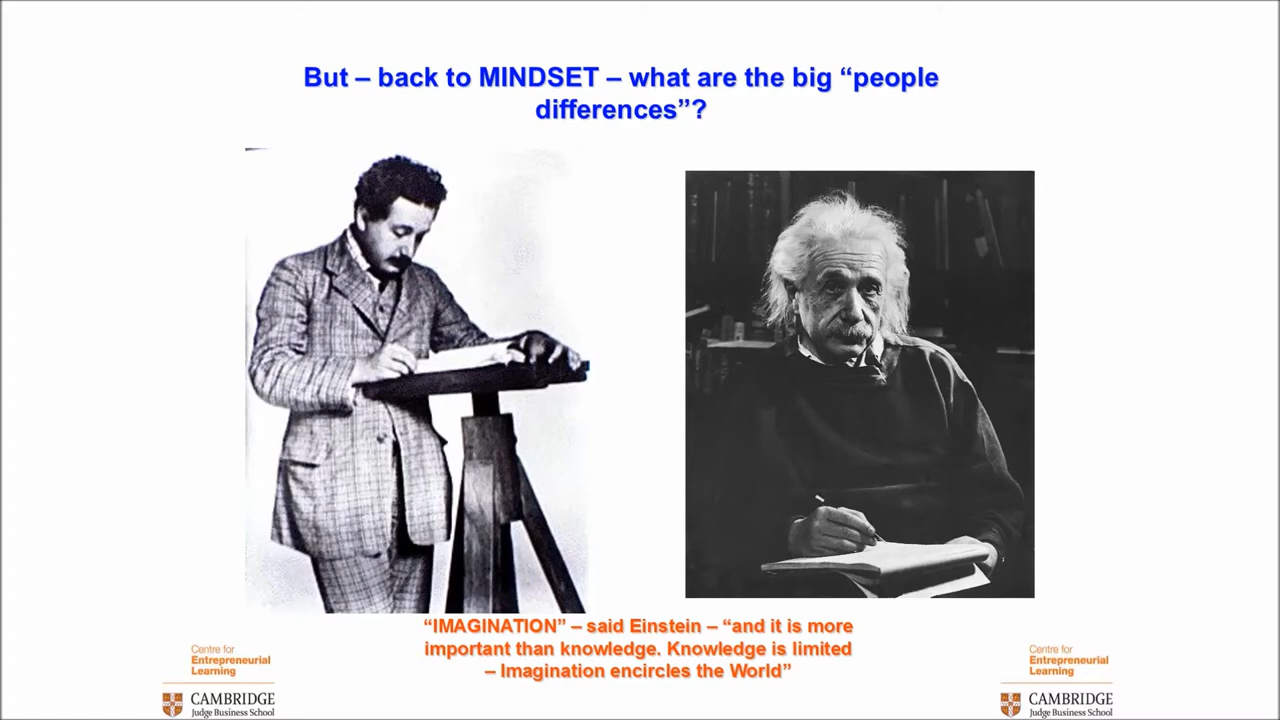 But – back to MINDSET – what are the big “people
differences”?
“IMAGINATION” – said Einstein – “and it is more
important than knowledge. Knowledge is limited
– Imagination encircles the World”
Centre for
Entrepreneurial
Learning
CAMBRIDGE
Judge Business School
Centre for
Entrepreneurial
Learning
CAMBRIDGE
Judge Business School